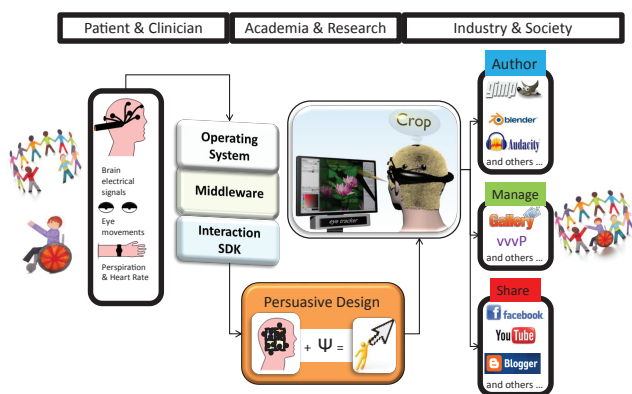 Patient & Clinician
Academia & Research
Industry & Society
Brain
electrical
signals
Eye
movements
Perspiration
& Heart Rate
Operating
System
Middleware
Interaction
SDK
Persuasive Design
+ Ψ =
Crop
eye tracker
Author
gimp
blender
Audacity
and others ...
Manage
Gallery
vvvP
and others ...
Share
facebook
YouTube
Blogger
and others ...